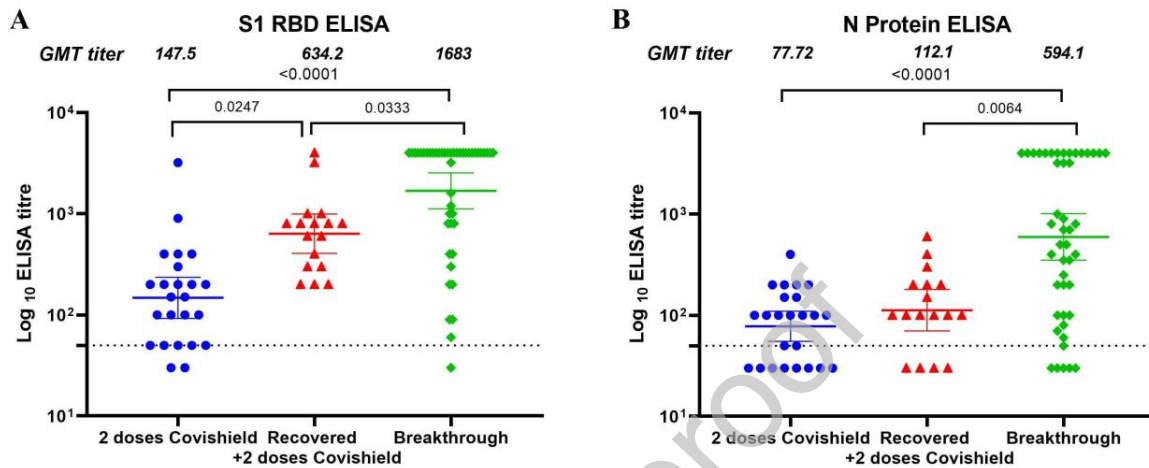 A
S1 RBD ELISA
GMT titer 147.5 634.2 1683
<0.0001
0.0247 0.0333
Log 10 ELISA titre
10⁴
10³
10²
10¹
2 doses Covishield Recovered Breakthrough
+2 doses Covishield
B
N Protein ELISA
GMT titer 77.72 112.1 594.1
<0.0001
0.0064
Log 10 ELISA titre
10⁴
10³
10²
10¹
2 doses Covishield Recovered Breakthrough
+2 doses Covishield
proof